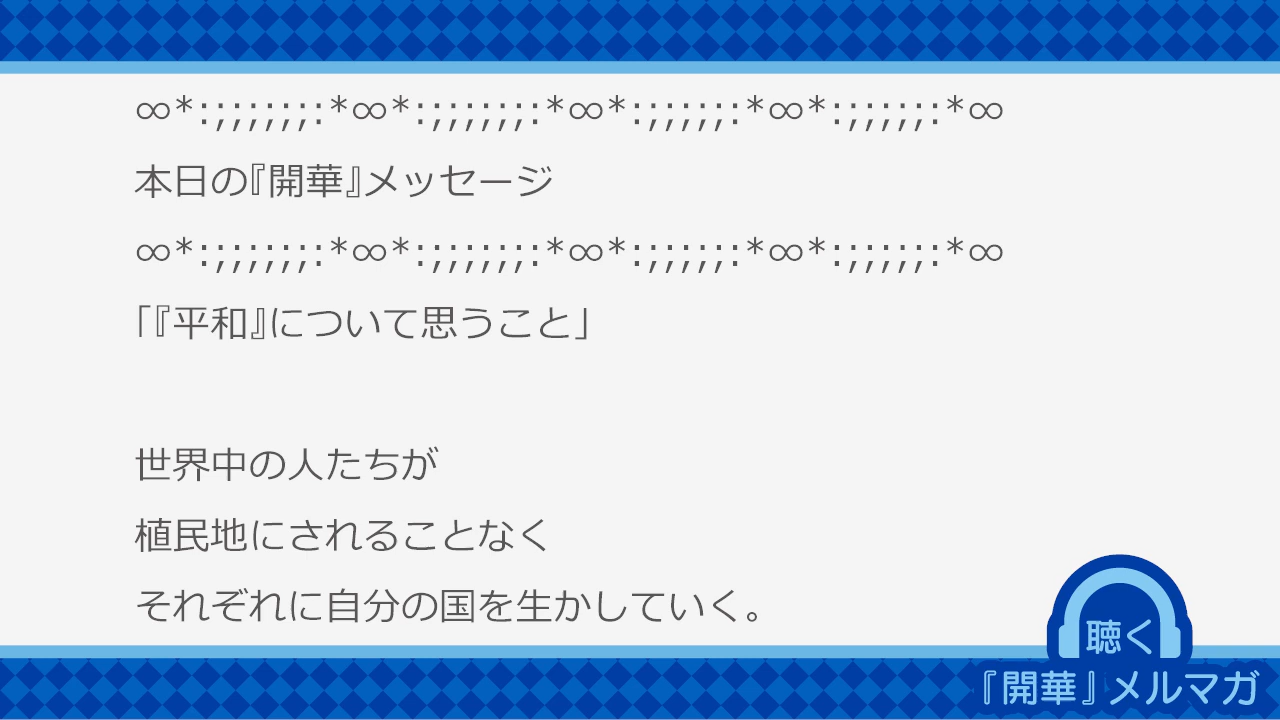 ∞*:;;;;;;:*∞*:;;;;;;:*∞*:;;;;;:*∞*:;;;;;:*∞
本日の『開華』メッセージ
∞*:;;;;;;:*∞*:;;;;;;:*∞*:;;;;;:*∞*:;;;;;:*∞
「『平和』について思うこと」
世界中の人たちが
植民地にされることなく
それぞれに自分の国を生かしていく。
聴く
『開華』メルマガ